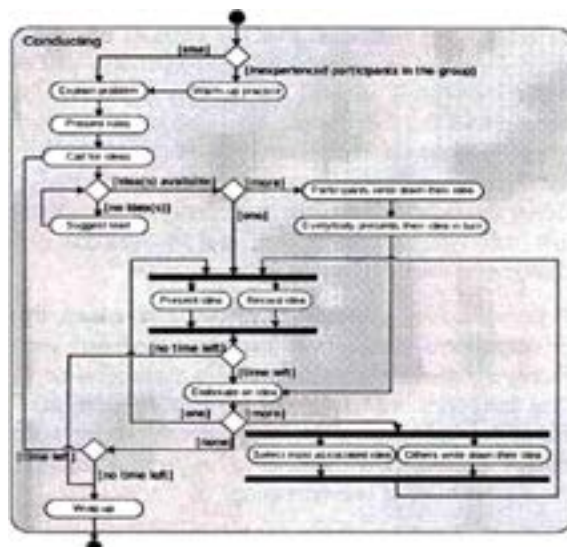 Conducting
[else]
[inexperienced participants in the group]
Explain problem
Warm-up practice
Present rules
Call for ideas
[idea(s) available]
[more]
Participants write down their idea
[no idea(s)]
[one]
Suggest lead
Everybody presents their idea in turn
Present idea
Record idea
[no time left]
[time left]
Elaborate on idea
[one]
[more]
[none]
[time left]
Select most associated idea
Others write down their idea
[no time left]
Wrap up